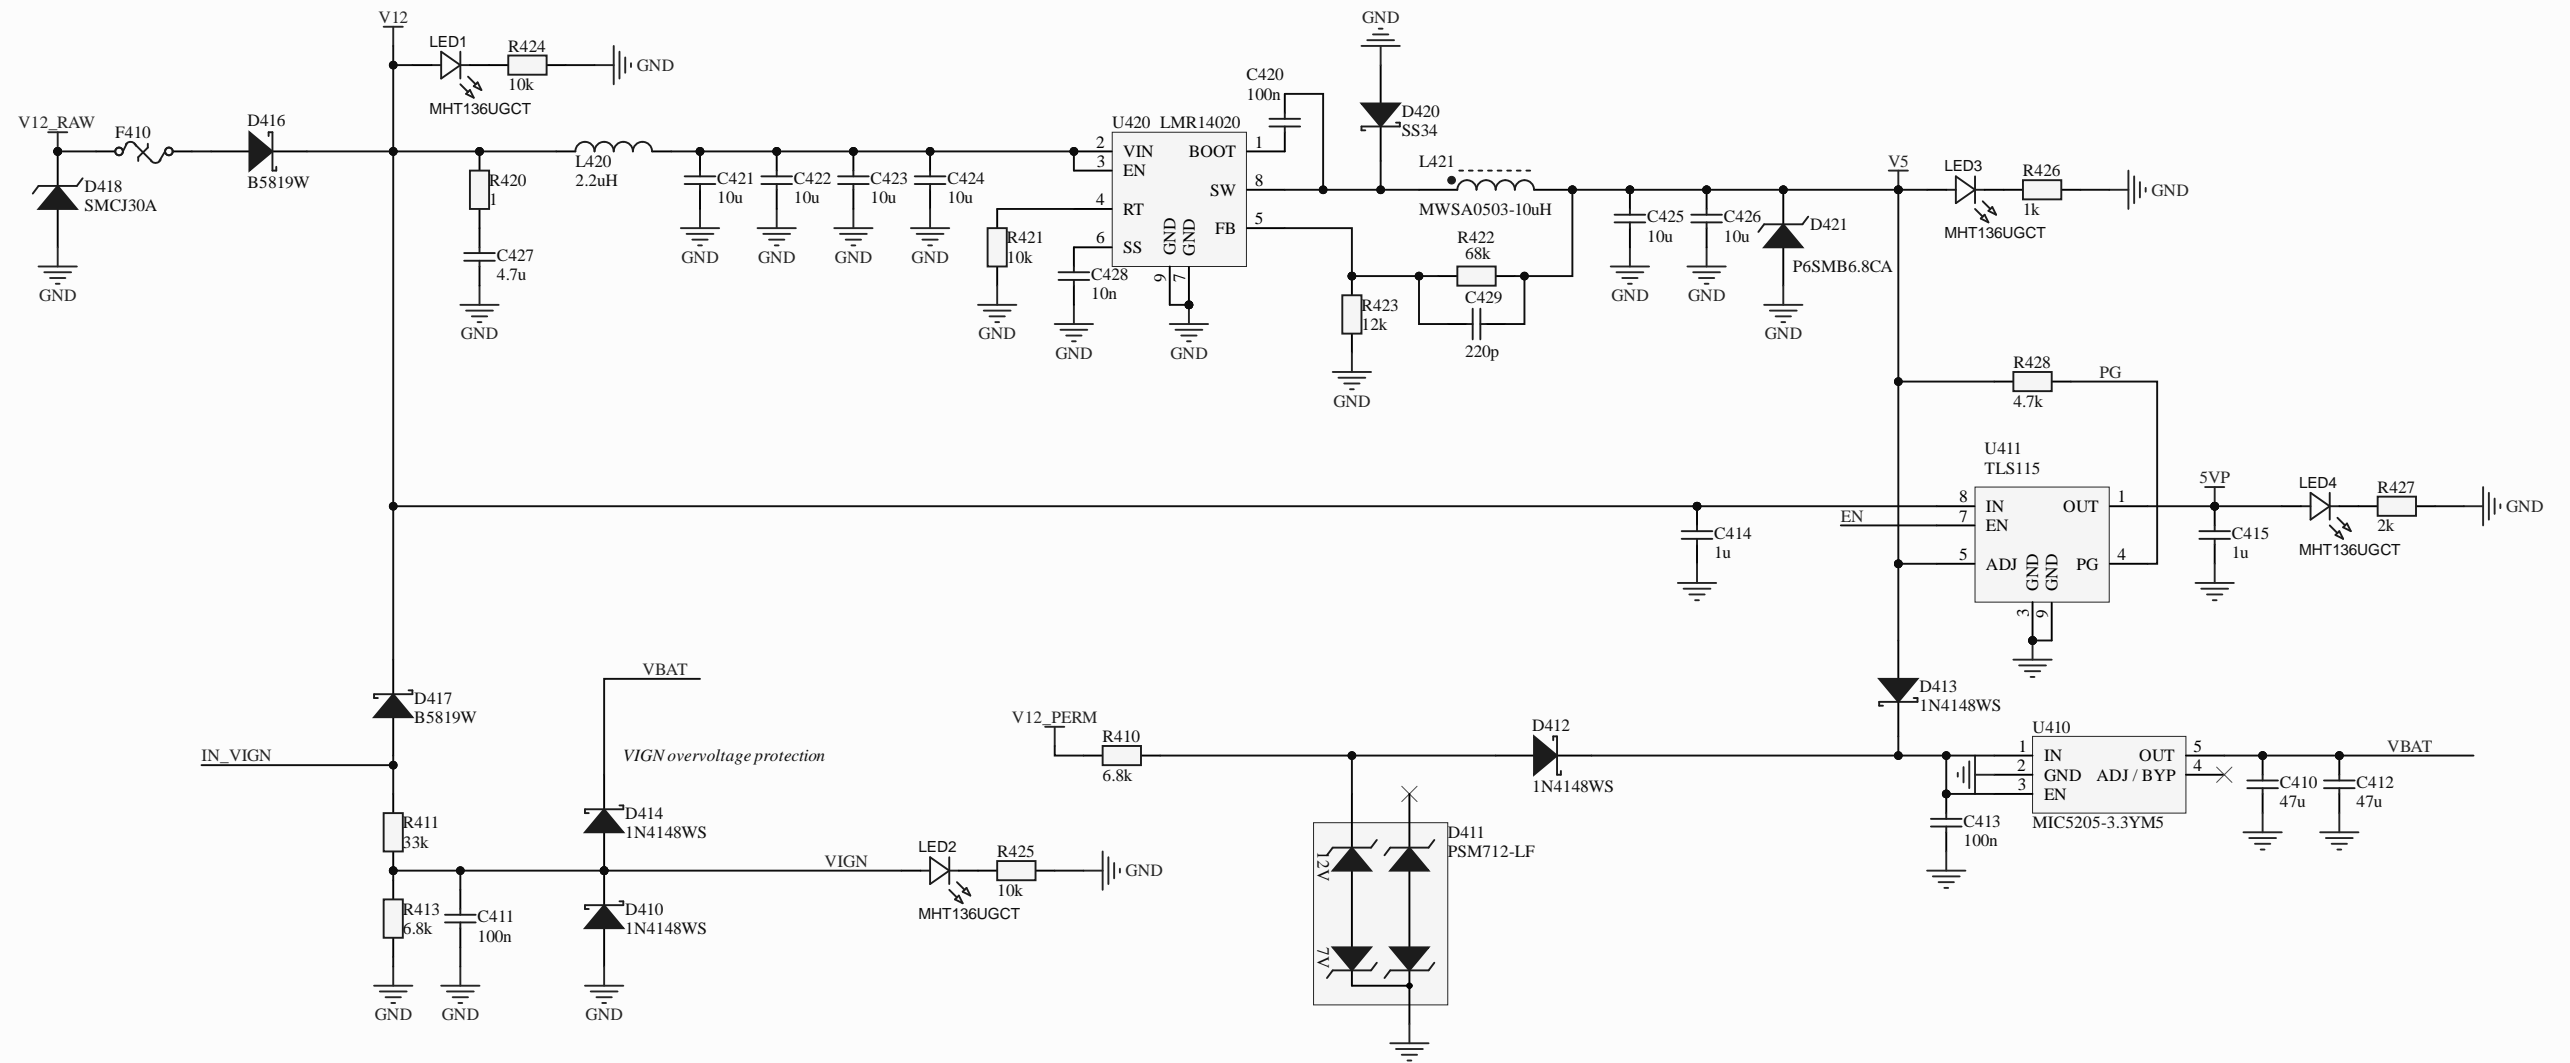 V12
LED1
R424
10k
GND
MHT136UGCT
V12_RAW
F410
D416
B5819W
D418
SMCJ30A
GND
R420
1
C427
4.7u
GND
L420
2.2uH
C421
10u
GND
C422
10u
GND
C423
10u
GND
C424
10u
GND
U420 LMR14020
2 VIN
3 EN
4 RT
6 SS
BOOT 1
SW 8
FB 5
GND
GND
9
7
GND
R421
10k
GND
C428
10n
GND
C420
100n
GND
D420
SS34
L421
MWSA0503-10uH
R422
68k
C429
220p
R423
12k
GND
C425
10u
GND
C426
10u
GND
D421
P6SMB6.8CA
GND
V5
LED3
R426
1k
GND
MHT136UGCT
R428
4.7k
PG
U411
TLS115
8 IN
7 EN
5 ADJ
OUT 1
PG 4
GND
GND
3
9
EN
C414
1u
5VP
C415
1u
LED4
R427
2k
GND
MHT136UGCT
D417
B5819W
IN_VIGN
VBAT
VIGN overvoltage protection
R411
33k
D414
1N4148WS
VIGN
LED2
R425
10k
GND
MHT136UGCT
R413
6.8k
GND
C411
100n
GND
D410
1N4148WS
GND
V12_PERM
R410
6.8k
D412
1N4148WS
D411
PSM712-LF
12V
7V
D413
1N4148WS
U410
1 IN
2 GND
3 EN
OUT 5
ADJ / BYP 4
MIC5205-3.3YM5
C413
100n
VBAT
C410
47u
C412
47u